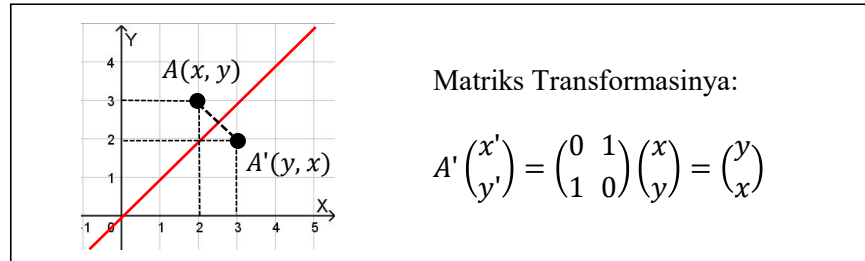 Y
4
A(x, y)
3
2
A'(y, x)
1
X
-1 0 1 2 3 4 5
Matriks Transformasinya:
A' (x' y') = (0 1 1 0) (x y) = (y x)